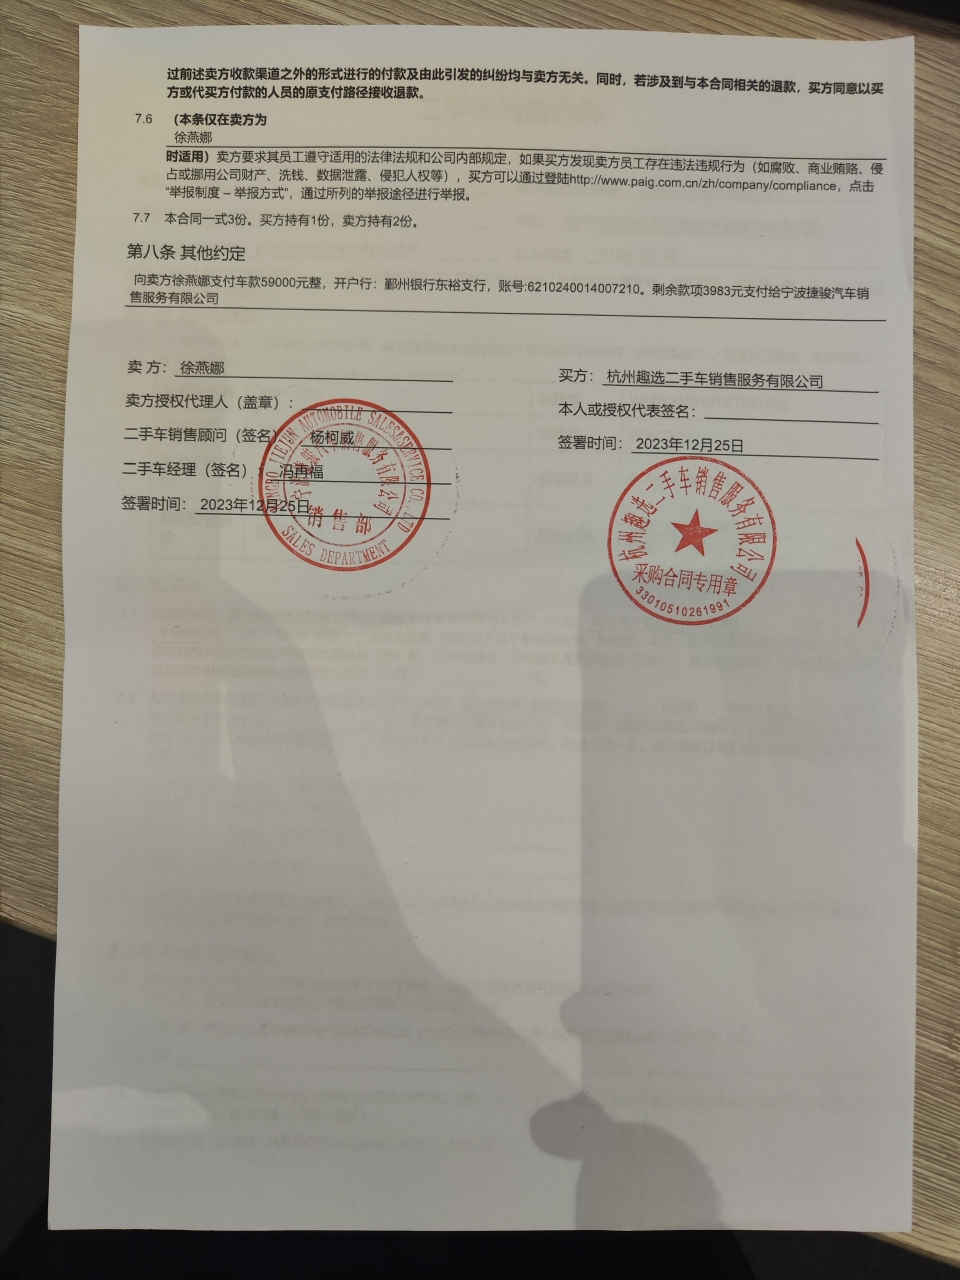 过前述卖方收款渠道之外的形式进行的付款及由此引发的纠纷均与卖方无关。同时，若涉及到与本合同相关的退款，买方同意以买
方或代买方付款的人员的原支付路径接收退款。
7.6 （本条仅在卖方为
徐燕娜
时适用）卖方要求其员工遵守适用的法律法规和公司内部规定，如果买方发现卖方员工存在违法违规行为（如腐败、商业贿赂、侵
占或挪用公司财产、洗钱、数据泄露、侵犯人权等），买方可以通过登陆http://www.paig.com.cn/zh/company/compliance，点击
“举报制度 – 举报方式”，通过所列的举报途径进行举报。
7.7 本合同一式3份。买方持有1份，卖方持有2份。
第八条 其他约定
向卖方徐燕娜支付车款59000元整，开户行：鄞州银行东裕支行，账号:6210240014007210。剩余款项3983元支付给宁波捷骏汽车销
售服务有限公司
卖 方： 徐燕娜
卖方授权代理人（盖章）：
二手车销售顾问（签名） 杨柯威
二手车经理（签名）： 冯再福
签署时间： 2023年12月25日
买方： 杭州趣选二手车销售服务有限公司
本人或授权代表签名：
签署时间： 2023年12月25日
AUTOMOBILE SALES&SERVICE CO.,LTD
销售服务有限公司
销售部
SALES DEPARTMENT
杭州趣选二手车销售服务有限公司
采购合同专用章
33010510261991